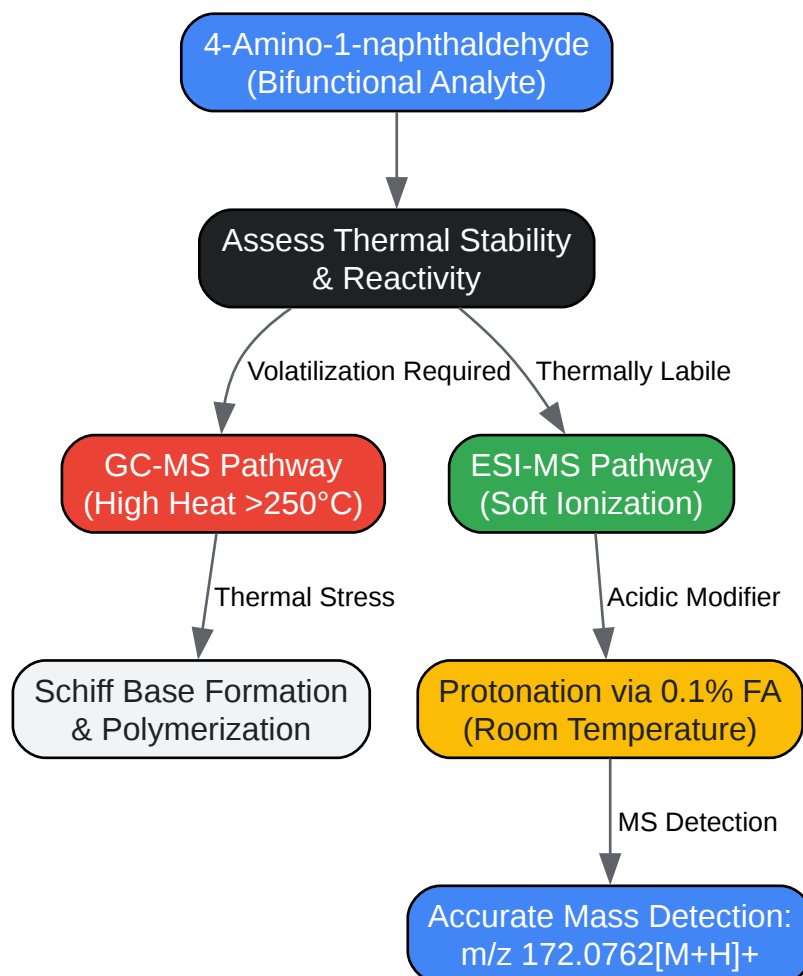 4-Amino-1-naphthaldehyde
(Bifunctional Analyte)
Assess Thermal Stability
& Reactivity
Volatilization Required
Thermally Labile
GC-MS Pathway
(High Heat >250°C)
ESI-MS Pathway
(Soft Ionization)
Thermal Stress
Acidic Modifier
Schiff Base Formation
& Polymerization
Protonation via 0.1% FA
(Room Temperature)
MS Detection
Accurate Mass Detection:
m/z 172.0762[M+H]+